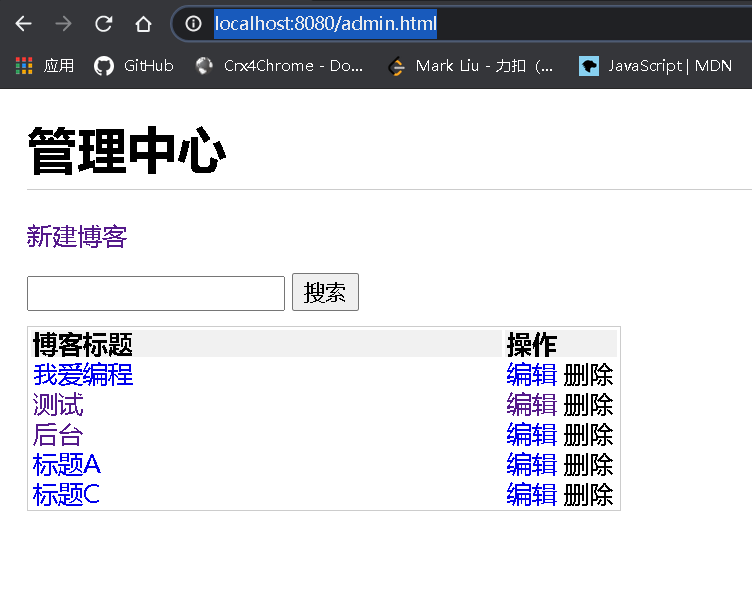 localhost:8080/admin.html
应用 GitHub Crx4Chrome - Do... Mark Liu - 力扣（... JavaScript | MDN
管理中心
新建博客
搜索
博客标题 操作
我爱编程 编辑 删除
测试 编辑 删除
后台 编辑 删除
标题A 编辑 删除
标题C 编辑 删除